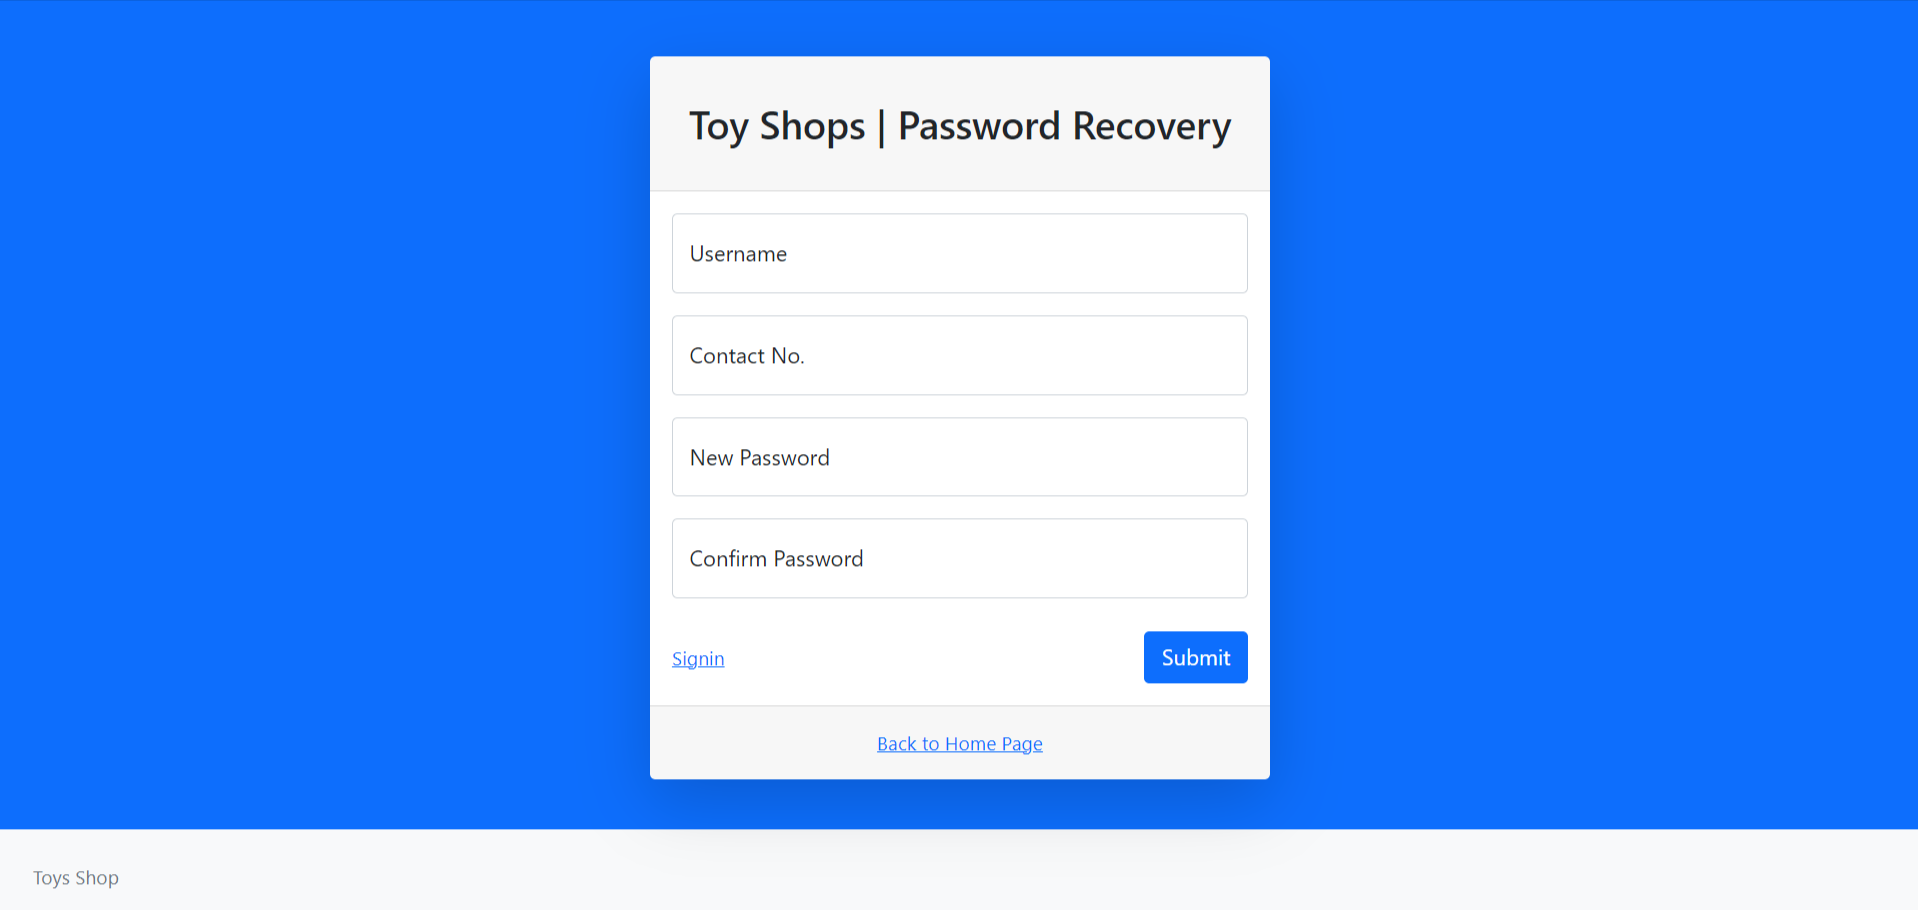 Toy Shops | Password Recovery
Username
Contact No.
New Password
Confirm Password
Signin
Submit
Back to Home Page
Toys Shop